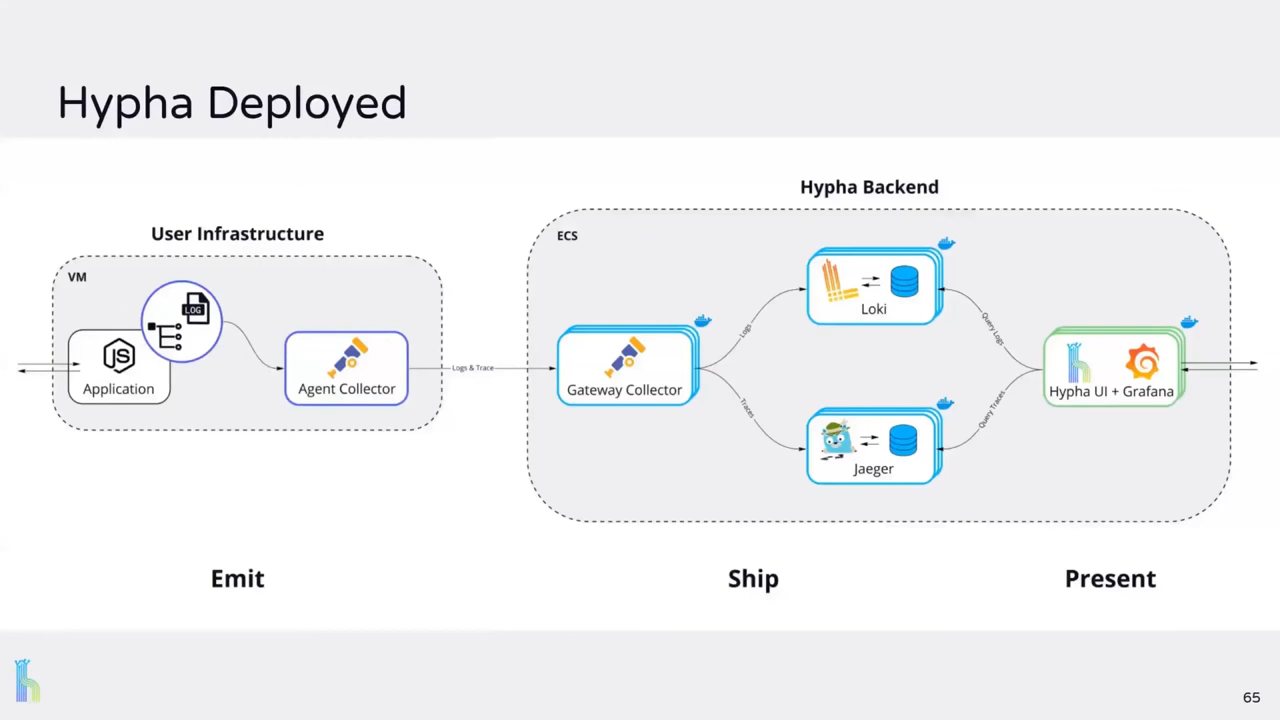 Hypha Deployed
Hypha Backend
User Infrastructure
ECS
VM
LOG
JS
Application
Agent Collector
Logs & Trace
Gateway Collector
Logs
Traces
Loki
Jaeger
Query Logs
Query Traces
Hypha UI + Grafana
Emit
Ship
Present
65